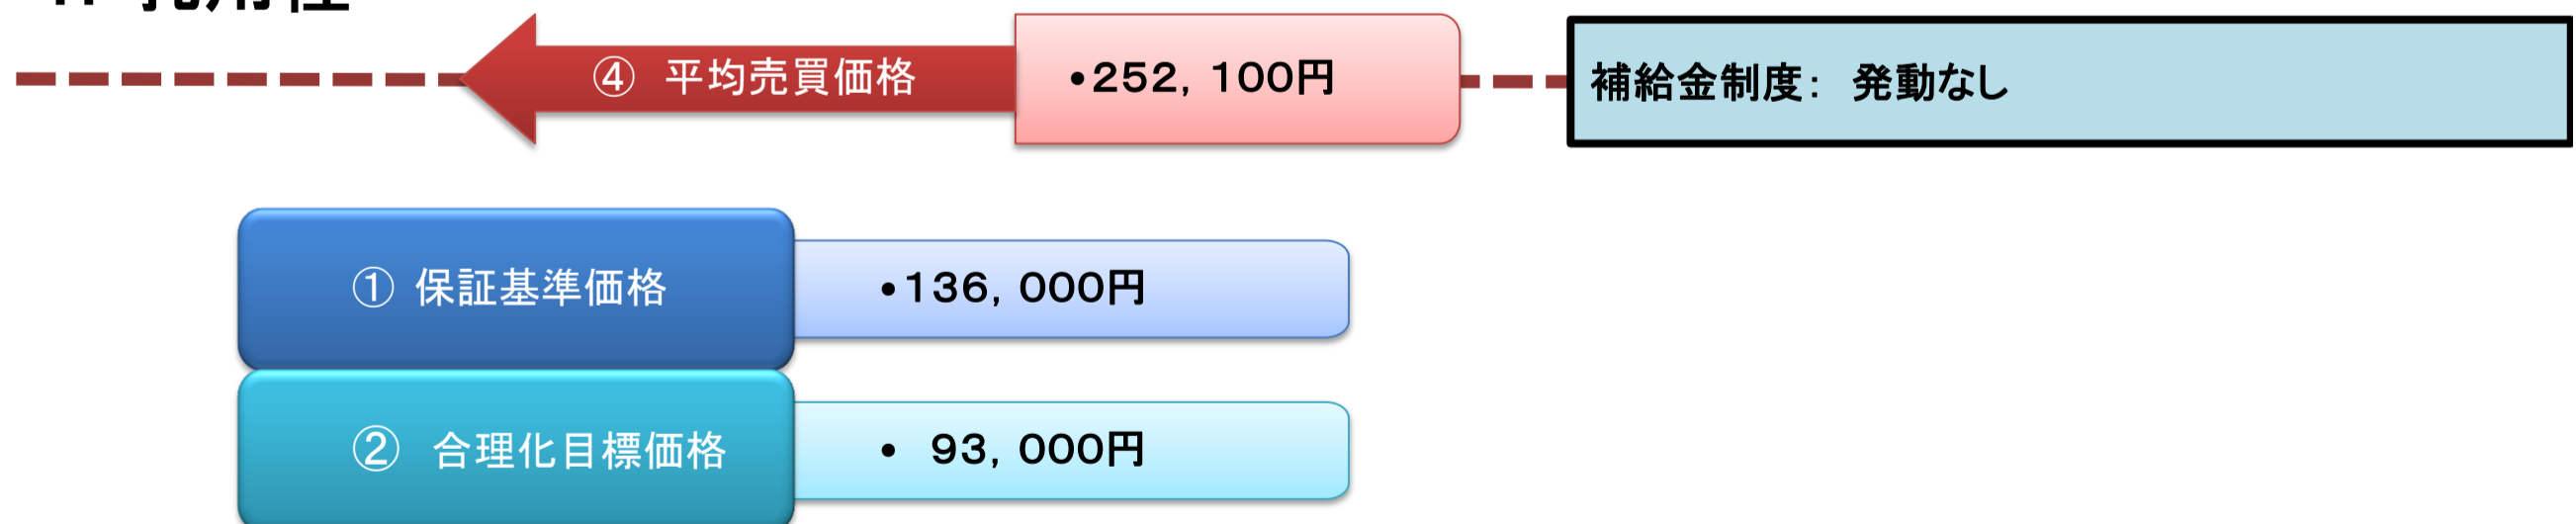 ④　平均売買価格
•252，100円
補給金制度：　発動なし
① 保証基準価格
•136，000円
②　合理化目標価格
•　93，000円